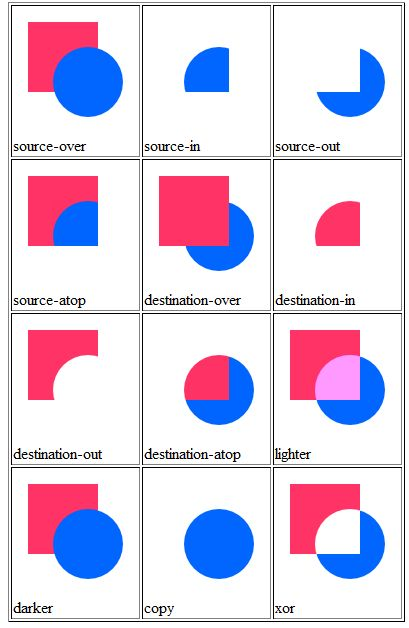 source-over
source-in
source-out
source-atop
destination-over
destination-in
destination-out
destination-atop
lighter
darker
copy
xor